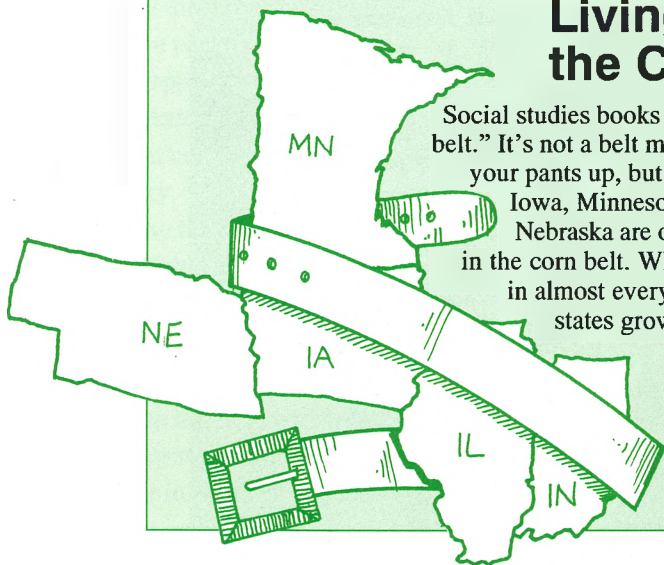 Living
the C
Social studies books
belt.” It’s not a belt m
your pants up, but
Iowa, Minneso
Nebraska are o
in the corn belt. W
in almost every
states grow
MN
NE
IA
IL
IN